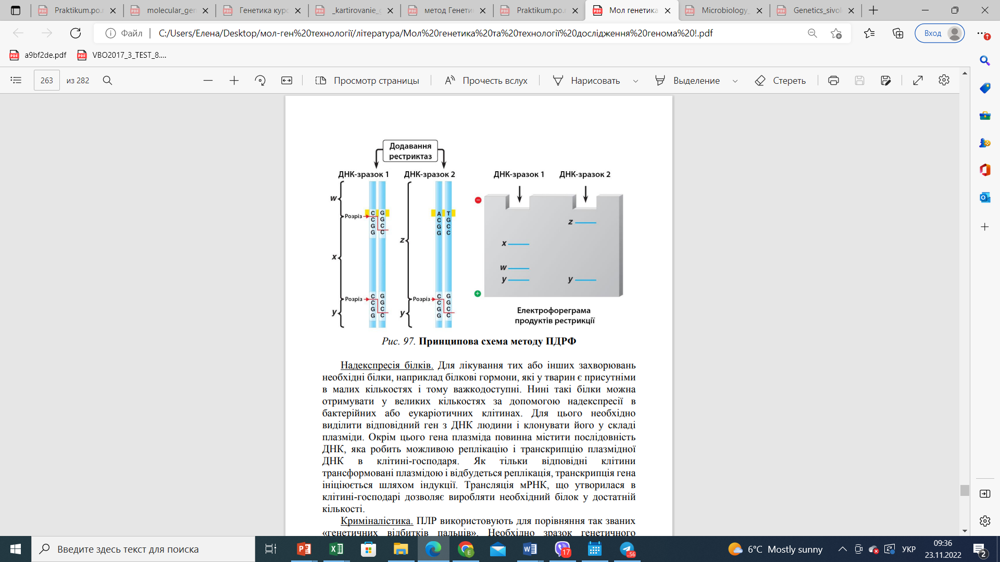 Praktikum.po.
molecular_ger
Генетика курс
_kartirovanie_
метод Генети
Praktikum.po.
Мол генетика
Microbiology_
Genetics_sivol
Файл
C:/Users/Елена/Desktop/мол-ген%20технології/література/Мол%20генетика%20та%20технології%20дослідження%20генома%20!.pdf
Вход
a9bf2de.pdf
VBO2017_3_TEST_8....
263
из 282
Просмотр страницы
Прочесть вслух
Нарисовать
Выделение
Стереть
Додавання
рестриктаз
ДНК-зразок 1
ДНК-зразок 2
ДНК-зразок 1
ДНК-зразок 2
w
Розріз
C G
C G
G C
G C
x
Розріз
C G
C G
G C
G C
y
A T
C G
G C
G C
z
Розріз
C G
C G
G C
G C
y
z
x
w
y
y
Електрофореграма
продуктів рестрикції
Рис. 97. Принципова схема методу ПДРФ
Надекспресія білків. Для лікування тих або інших захворювань
необхідні білки, наприклад білкові гормони, які у тварин є присутніми
в малих кількостях і тому важкодоступні. Нині такі білки можна
отримувати у великих кількостях за допомогою надекспресії в
бактерійних або еукаріотичних клітинах. Для цього необхідно
виділити відповідний ген з ДНК людини і клонувати його у складі
плазміди. Окрім цього гена плазміда повинна містити послідовність
ДНК, яка робить можливою реплікацію і транскрипцію плазмідної
ДНК в клітині-господаря. Як тільки відповідні клітини
трансформовані плазмідою і відбудеться реплікація, транскрипція гена
ініціюється шляхом індукції. Трансляція мРНК, що утворилася в
клітині-господарі дозволяє виробляти необхідний білок у достатній
кількості.
Криміналістика. ПЛР використовують для порівняння так званих
«генетичних відбитків пальців». Необхідно зразок генетичного
Введите здесь текст для поиска
17
..56
6°C Mostly sunny
УКР
09:36
23.11.2022
2